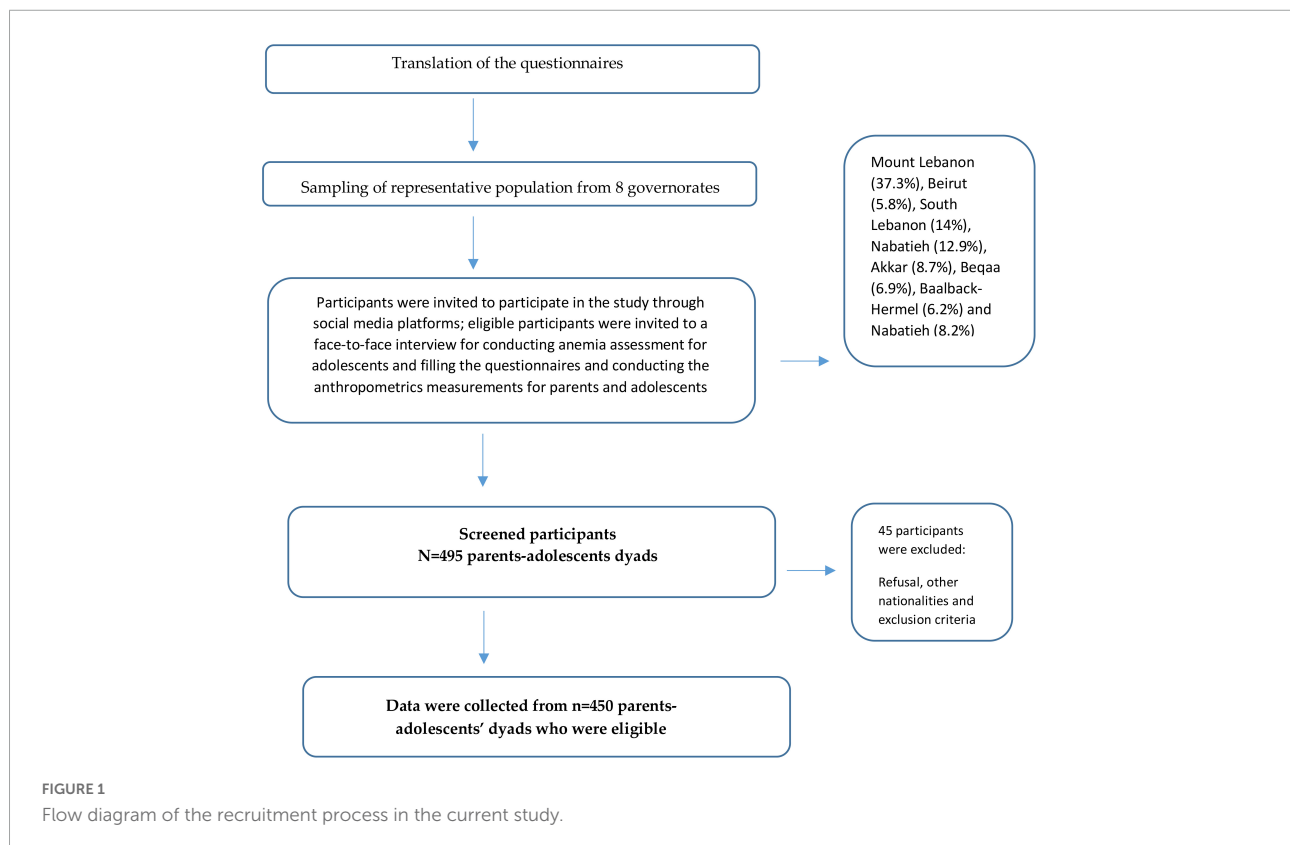 Translation of the questionnaires
Sampling of representative population from 8 governorates
Participants were invited to participate in the study through
social media platforms; eligible participants were invited to a
face-to-face interview for conducting anemia assessment for
adolescents and filling the questionnaires and conducting the
anthropometrics measurements for parents and adolescents
Mount Lebanon
(37.3%), Beirut
(5.8%), South
Lebanon (14%),
Nabatieh (12.9%),
Akkar (8.7%), Beqaa
(6.9%), Baalback-
Hermel (6.2%) and
Nabatieh (8.2%)
Screened participants
N=495 parents-adolescents dyads
45 participants
were excluded:
Refusal, other
nationalities and
exclusion criteria
Data were collected from n=450 parents-
adolescents’ dyads who were eligible
FIGURE 1
Flow diagram of the recruitment process in the current study.